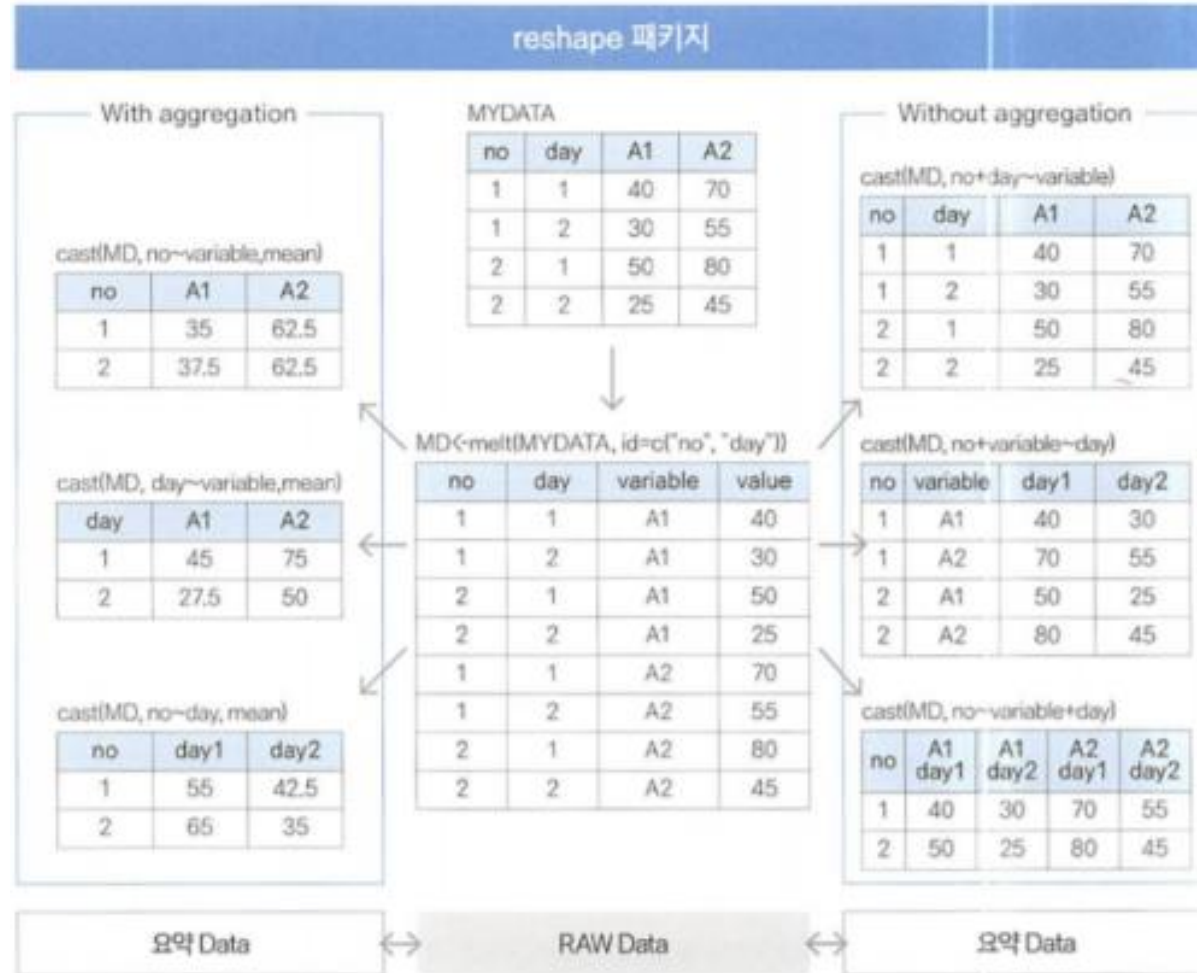 reshape 패키지
With aggregation
cast(MD, no~variable,mean)
no A1 A2
1 35 62.5
2 37.5 62.5
cast(MD, day~variable,mean)
day A1 A2
1 45 75
2 27.5 50
cast(MD, no~day, mean)
no day1 day2
1 55 42.5
2 65 35
요약 Data
MYDATA
no day A1 A2
1 1 40 70
1 2 30 55
2 1 50 80
2 2 25 45
MD<-melt(MYDATA, id=c("no", "day"))
no day variable value
1 1 A1 40
1 2 A1 30
2 1 A1 50
2 2 A1 25
1 1 A2 70
1 2 A2 55
2 1 A2 80
2 2 A2 45
RAW Data
Without aggregation
cast(MD, no+day~variable)
no day A1 A2
1 1 40 70
1 2 30 55
2 1 50 80
2 2 25 45
cast(MD, no+variable~day)
no variable day1 day2
1 A1 40 30
1 A2 70 55
2 A1 50 25
2 A2 80 45
cast(MD, no~variable+day)
no A1 day1 A1 day2 A2 day1 A2 day2
1 40 30 70 55
2 50 25 80 45
요약 Data